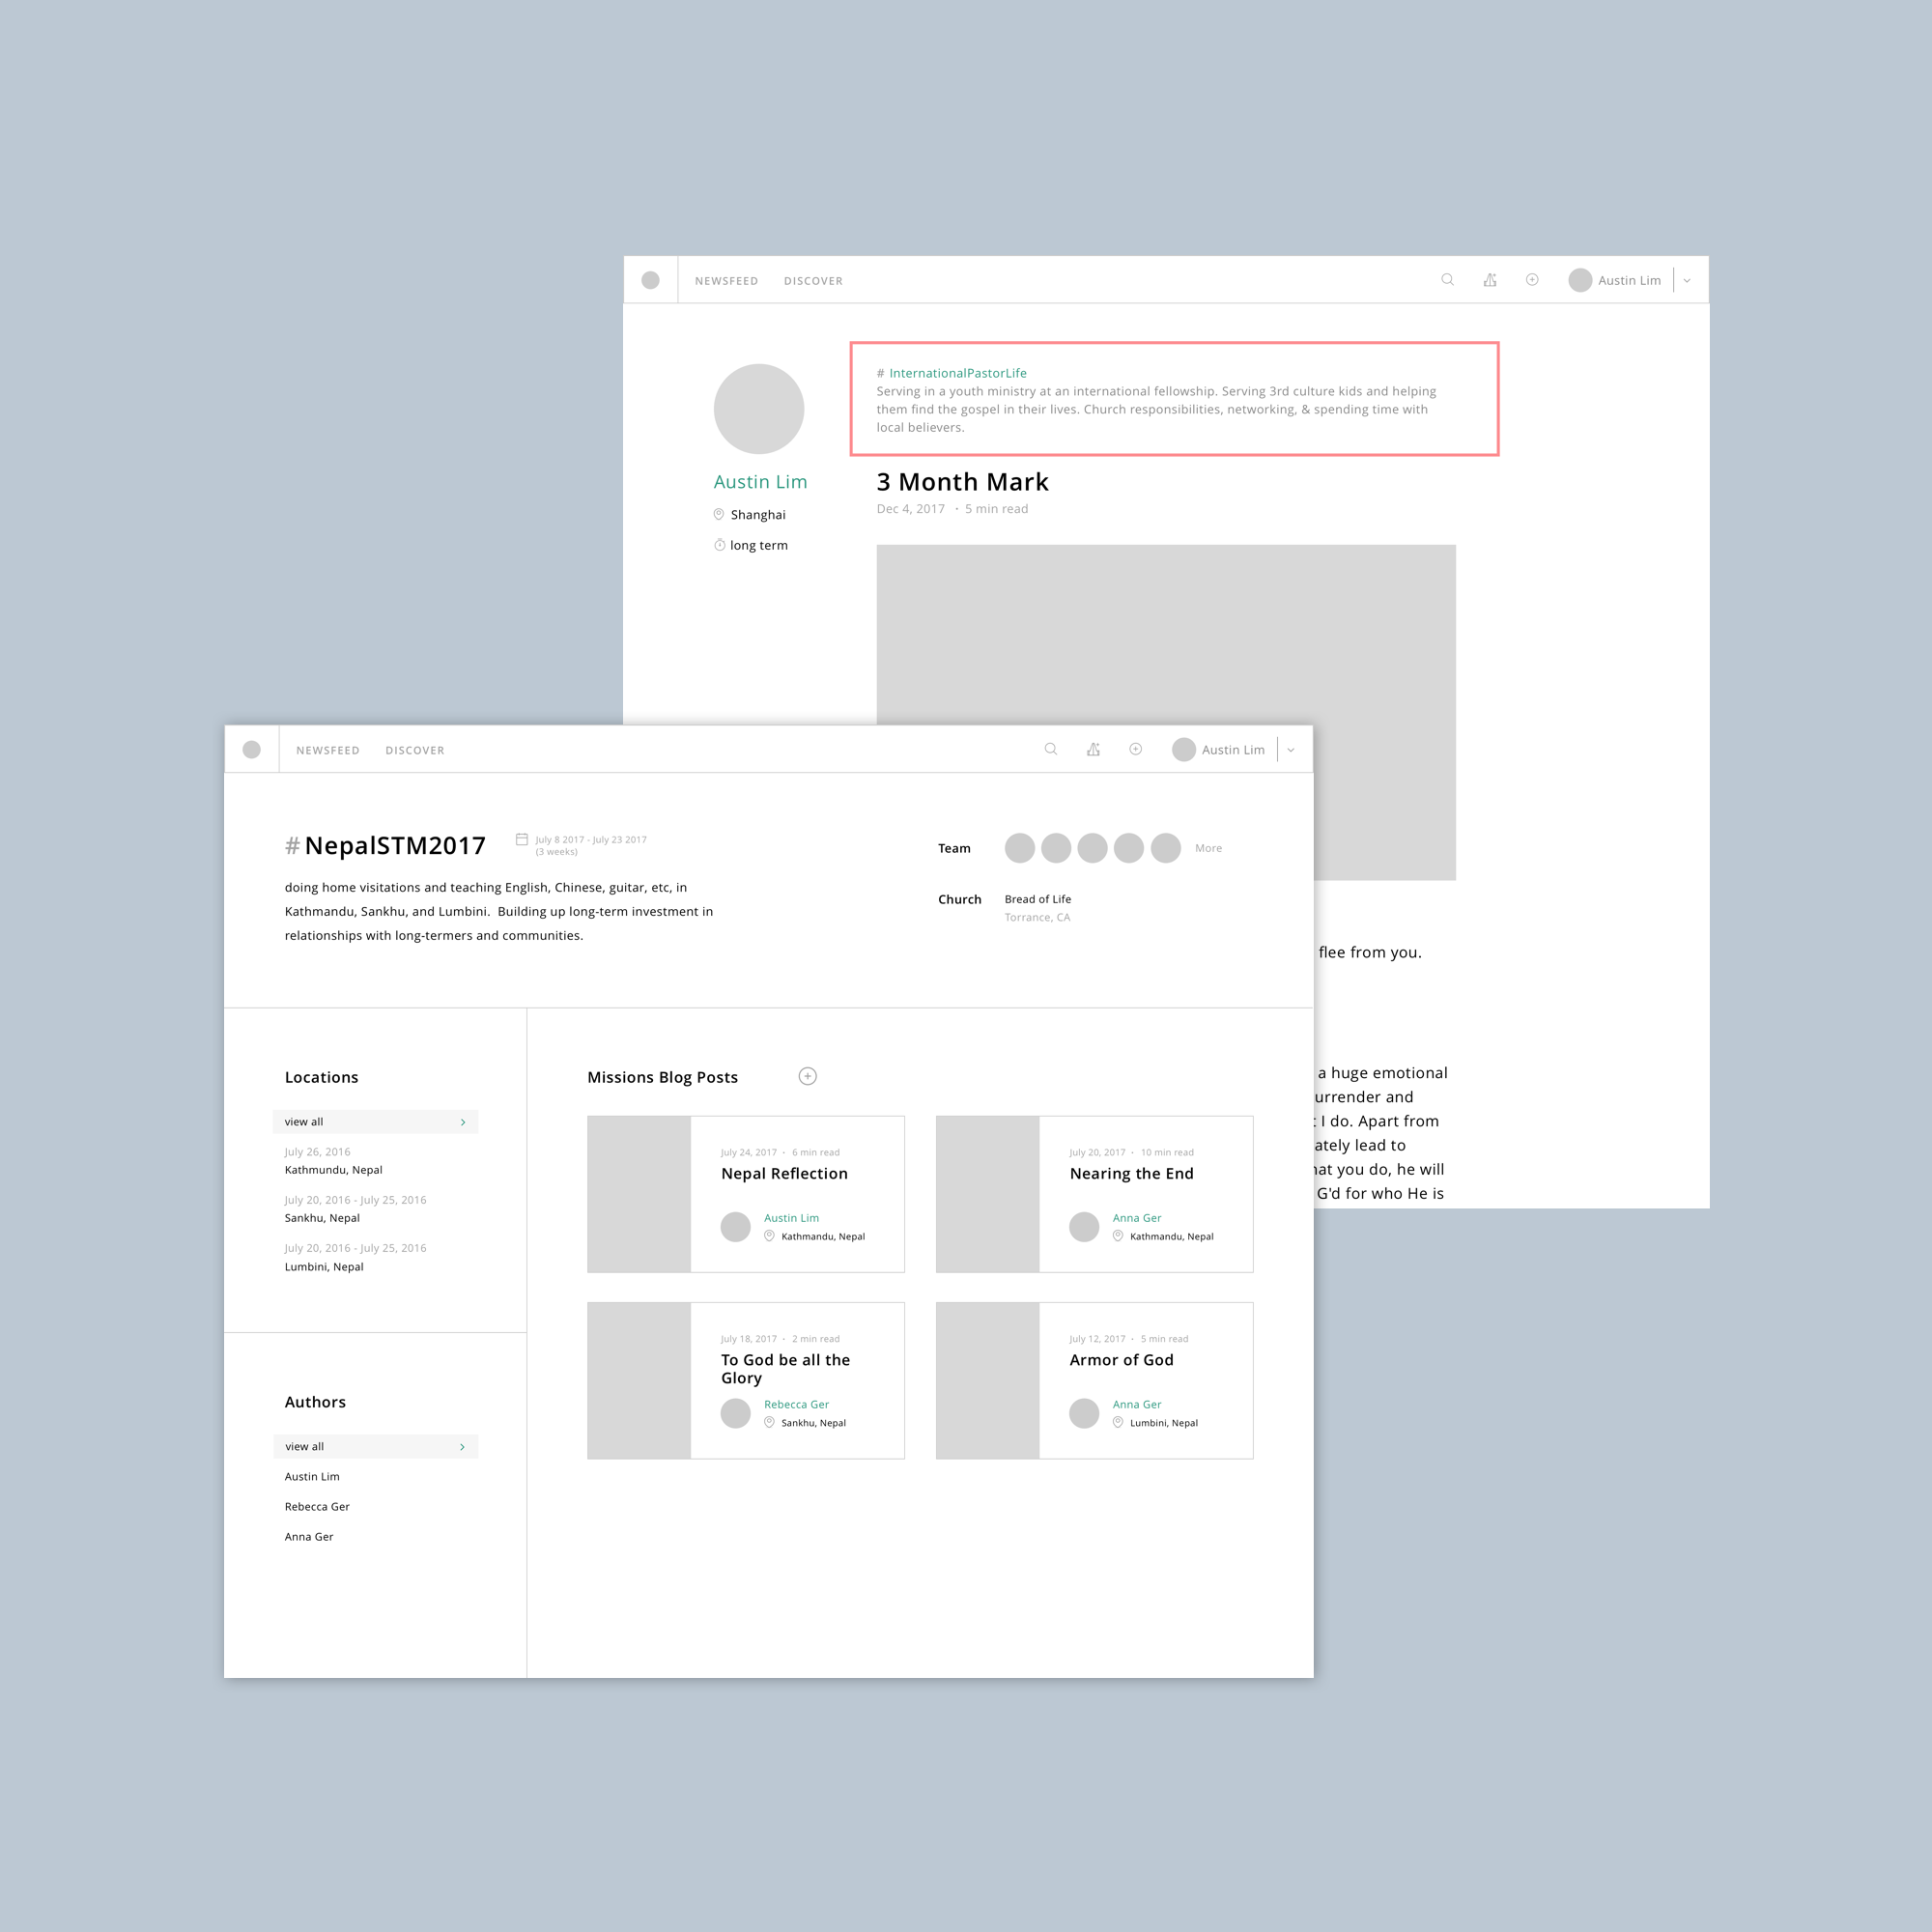 NEWSFEED DISCOVER Austin Lim
# InternationalPastorLife
Serving in a youth ministry at an international fellowship. Serving 3rd culture kids and helping
them find the gospel in their lives. Church responsibilities, networking, & spending time with
local believers.
Austin Lim
Shanghai
long term
3 Month Mark
Dec 4, 2017 · 5 min read
flee from you.
a huge emotional
urrender and
I do. Apart from
ately lead to
hat you do, he will
G'd for who He is
NEWSFEED DISCOVER Austin Lim
# NepalSTM2017
July 8 2017 - July 23 2017
(3 weeks)
doing home visitations and teaching English, Chinese, guitar, etc, in
Kathmandu, Sankhu, and Lumbini.  Building up long-term investment in
relationships with long-termers and communities.
Team More
Church Bread of Life
Torrance, CA
Locations
view all
July 26, 2016
Kathmundu, Nepal
July 20, 2016 - July 25, 2016
Sankhu, Nepal
July 20, 2016 - July 25, 2016
Lumbini, Nepal
Authors
view all
Austin Lim
Rebecca Ger
Anna Ger
Missions Blog Posts
July 24, 2017 · 6 min read
Nepal Reflection
Austin Lim
Kathmandu, Nepal
July 20, 2017 · 10 min read
Nearing the End
Anna Ger
Kathmandu, Nepal
July 18, 2017 · 2 min read
To God be all the
Glory
Rebecca Ger
Sankhu, Nepal
July 12, 2017 · 5 min read
Armor of God
Anna Ger
Lumbini, Nepal